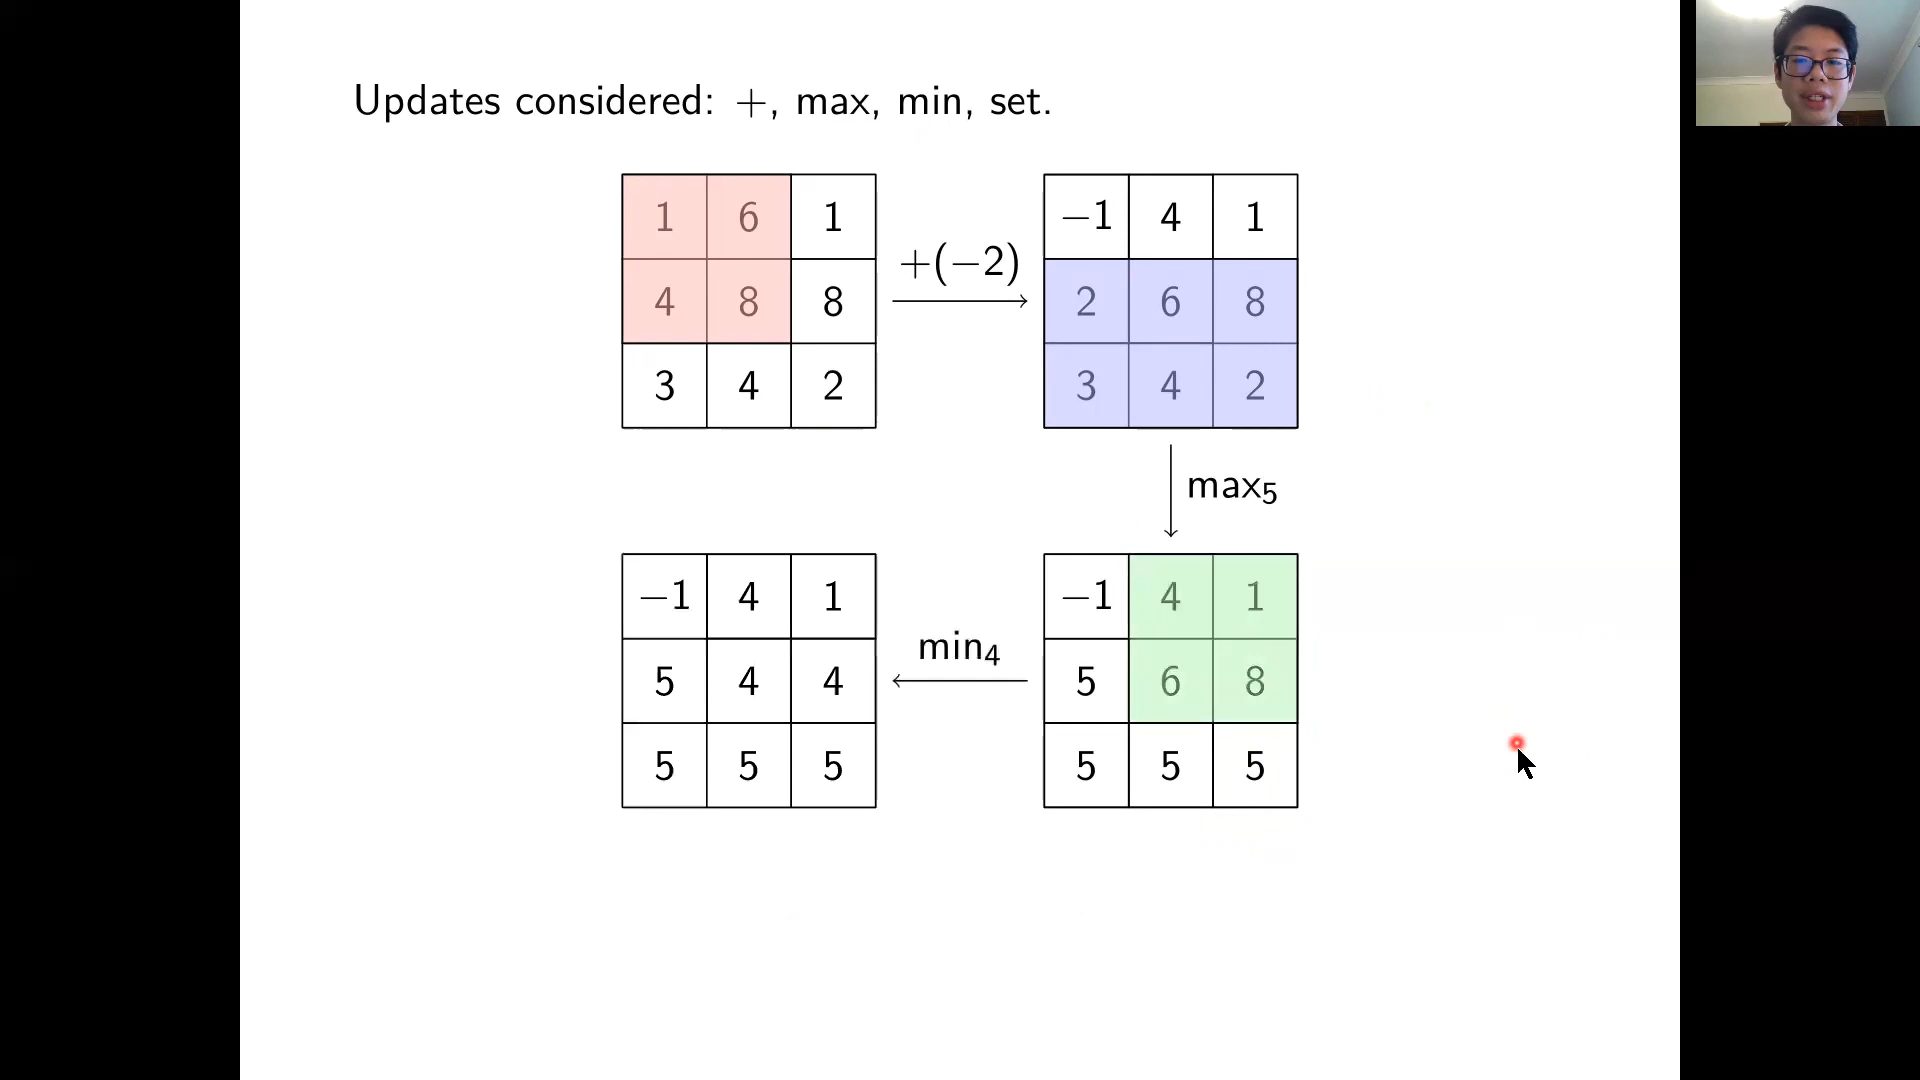 Updates considered: +, max, min, set.
1 6 1
4 8 8
3 4 2
+(−2)
−1 4 1
2 6 8
3 4 2
max₅
−1 4 1
5 6 8
5 5 5
min₄
−1 4 1
5 4 4
5 5 5